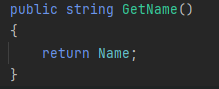 public string GetName()
{
    return Name;
}